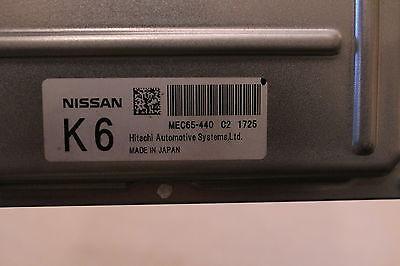 NISSAN
K6
MEC65-440 C2 1725
Hitachi Automotive Systems,Ltd.
MADE IN JAPAN